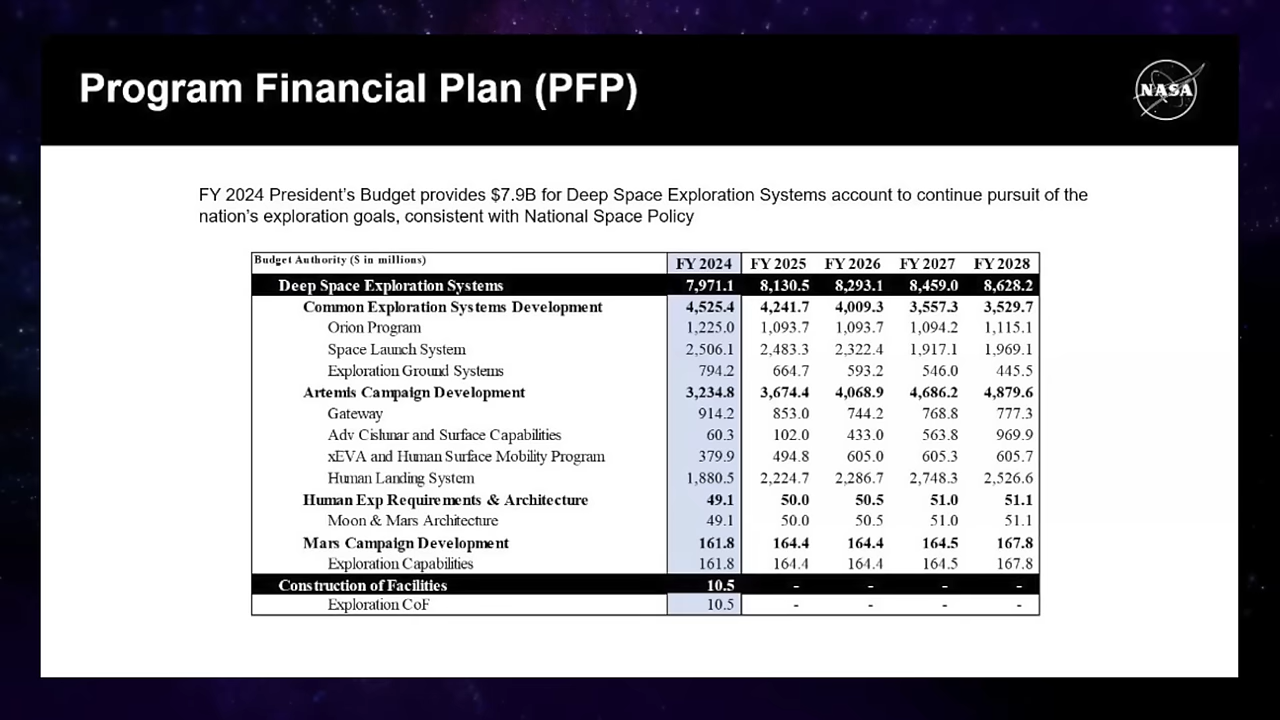 Program Financial Plan (PFP)
NASA
FY 2024 President's Budget provides $7.9B for Deep Space Exploration Systems account to continue pursuit of the
nation's exploration goals, consistent with National Space Policy
Budget Authority ($ in millions) FY 2024 FY 2025 FY 2026 FY 2027 FY 2028
Deep Space Exploration Systems 7,971.1 8,130.5 8,293.1 8,459.0 8,628.2
Common Exploration Systems Development 4,525.4 4,241.7 4,009.3 3,557.3 3,529.7
Orion Program 1,225.0 1,093.7 1,093.7 1,094.2 1,115.1
Space Launch System 2,506.1 2,483.3 2,322.4 1,917.1 1,969.1
Exploration Ground Systems 794.2 664.7 593.2 546.0 445.5
Artemis Campaign Development 3,234.8 3,674.4 4,068.9 4,686.2 4,879.6
Gateway 914.2 853.0 744.2 768.8 777.3
Adv Cislunar and Surface Capabilities 60.3 102.0 433.0 563.8 969.9
xEVA and Human Surface Mobility Program 379.9 494.8 605.0 605.3 605.7
Human Landing System 1,880.5 2,224.7 2,286.7 2,748.3 2,526.6
Human Exp Requirements & Architecture 49.1 50.0 50.5 51.0 51.1
Moon & Mars Architecture 49.1 50.0 50.5 51.0 51.1
Mars Campaign Development 161.8 164.4 164.4 164.5 167.8
Exploration Capabilities 161.8 164.4 164.4 164.5 167.8
Construction of Facilities 10.5 - - - -
Exploration CoF 10.5 - - - -